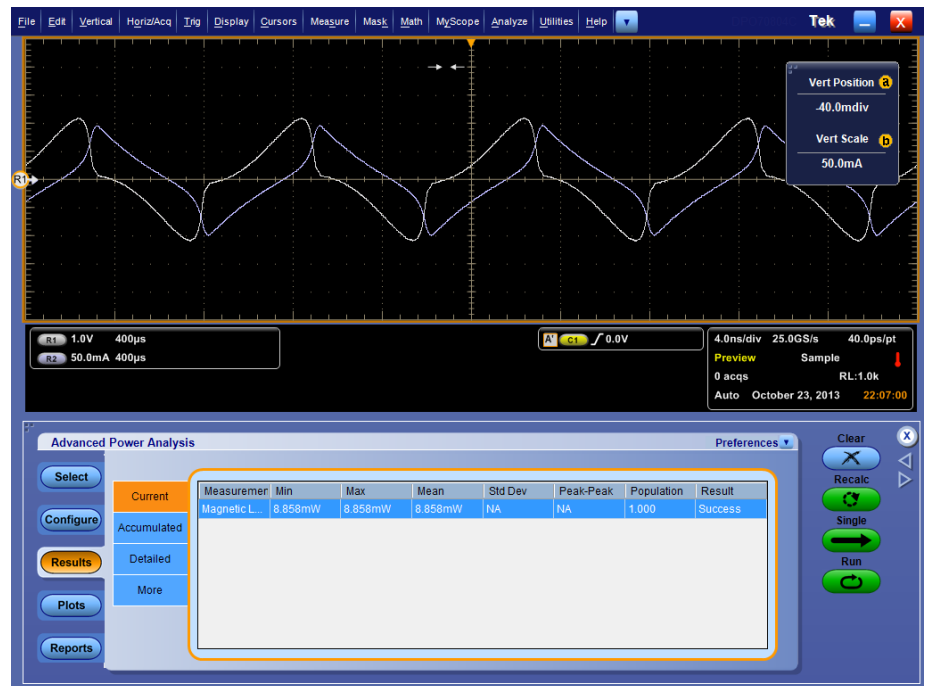 File Edit Vertical Horiz/Acq Trig Display Cursors Measure Mask Math MyScope Analyze Utilities Help Tek X
Vert Position a
-40.0mdiv
Vert Scale b
50.0mA
R1
R1 1.0V 400µs
R2 50.0mA 400µs
A' C1 0.0V
4.0ns/div 25.0GS/s 40.0ps/pt
Preview Sample
0 acqs RL:1.0k
Auto October 23, 2013 22:07:00
Advanced Power Analysis
Preferences
Clear
X
Select
Configure
Results
Plots
Reports
Current
Accumulated
Detailed
More
Measuremen Min Max Mean Std Dev Peak-Peak Population Result
Magnetic L... 8.858mW 8.858mW 8.858mW NA NA 1.000 Success
Recalc
Single
Run